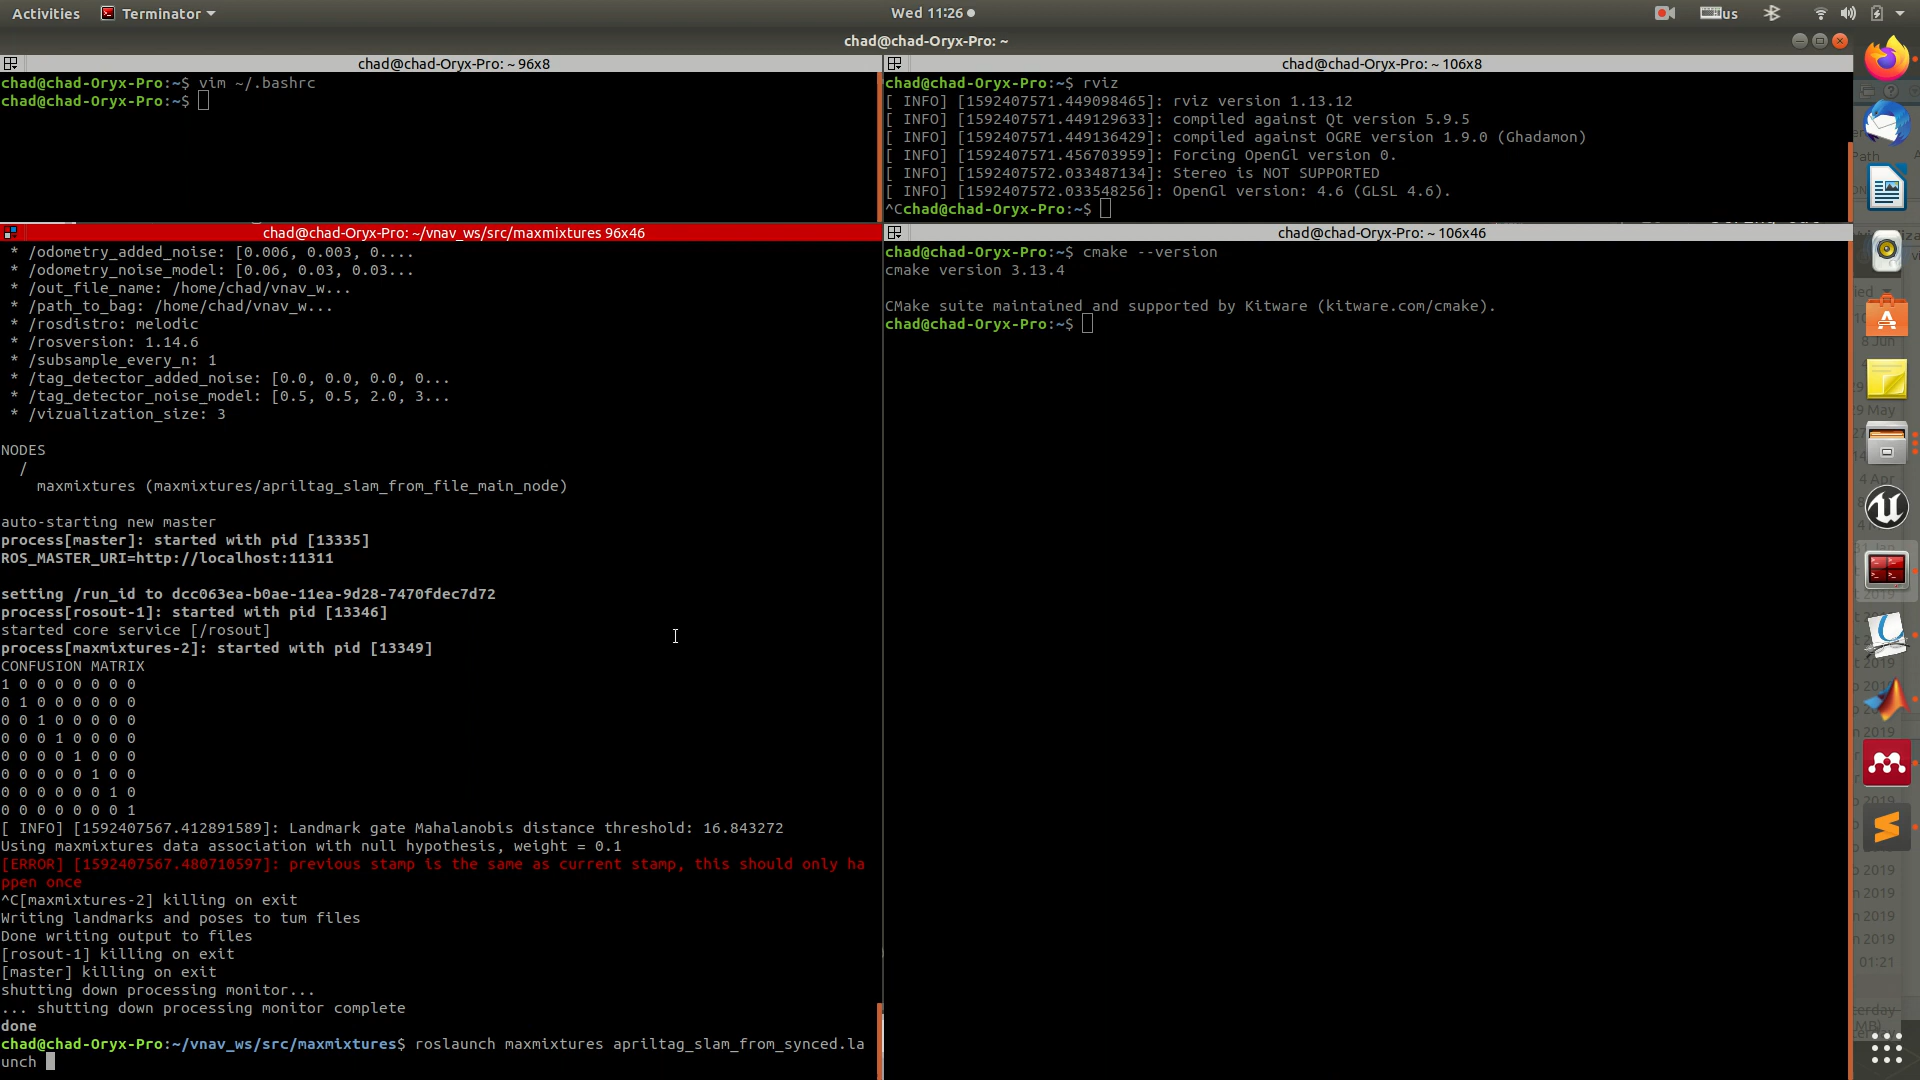 Activities Terminator Wed 11:26 us
chad@chad-Oryx-Pro: ~
chad@chad-Oryx-Pro: ~ 96x8
chad@chad-Oryx-Pro:~$ vim ~/.bashrc
chad@chad-Oryx-Pro:~$
chad@chad-Oryx-Pro: ~ 106x8
chad@chad-Oryx-Pro:~$ rviz
[ INFO] [1592407571.449098465]: rviz version 1.13.12
[ INFO] [1592407571.449129633]: compiled against Qt version 5.9.5
[ INFO] [1592407571.449136429]: compiled against OGRE version 1.9.0 (Ghadamon)
[ INFO] [1592407571.456703959]: Forcing OpenGl version 0.
[ INFO] [1592407572.033487134]: Stereo is NOT SUPPORTED
[ INFO] [1592407572.033548256]: OpenGl version: 4.6 (GLSL 4.6).
^Cchad@chad-Oryx-Pro:~$
chad@chad-Oryx-Pro: ~/vnav_ws/src/maxmixtures 96x46
* /odometry_added_noise: [0.006, 0.003, 0....
* /odometry_noise_model: [0.06, 0.03, 0.03...
* /out_file_name: /home/chad/vnav_w...
* /path_to_bag: /home/chad/vnav_w...
* /rosdistro: melodic
* /rosversion: 1.14.6
* /subsample_every_n: 1
* /tag_detector_added_noise: [0.0, 0.0, 0.0, 0...
* /tag_detector_noise_model: [0.5, 0.5, 2.0, 3...
* /vizualization_size: 3
NODES
/
maxmixtures (maxmixtures/apriltag_slam_from_file_main_node)
auto-starting new master
process[master]: started with pid [13335]
ROS_MASTER_URI=http://localhost:11311
setting /run_id to dcc063ea-b0ae-11ea-9d28-7470fdec7d72
process[rosout-1]: started with pid [13346]
started core service [/rosout]
process[maxmixtures-2]: started with pid [13349]
CONFUSION MATRIX
1 0 0 0 0 0 0 0
0 1 0 0 0 0 0 0
0 0 1 0 0 0 0 0
0 0 0 1 0 0 0 0
0 0 0 0 1 0 0 0
0 0 0 0 0 1 0 0
0 0 0 0 0 0 1 0
0 0 0 0 0 0 0 1
[ INFO] [1592407567.412891589]: Landmark gate Mahalanobis distance threshold: 16.843272
Using maxmixtures data association with null hypothesis, weight = 0.1
[ERROR] [1592407567.480710597]: previous stamp is the same as current stamp, this should only ha
ppen once
^C[maxmixtures-2] killing on exit
Writing landmarks and poses to tum files
Done writing output to files
[rosout-1] killing on exit
[master] killing on exit
shutting down processing monitor...
... shutting down processing monitor complete
done
chad@chad-Oryx-Pro:~/vnav_ws/src/maxmixtures$ roslaunch maxmixtures apriltag_slam_from_synced.la
unch
chad@chad-Oryx-Pro: ~ 106x46
chad@chad-Oryx-Pro:~$ cmake --version
cmake version 3.13.4
CMake suite maintained and supported by Kitware (kitware.com/cmake).
chad@chad-Oryx-Pro:~$